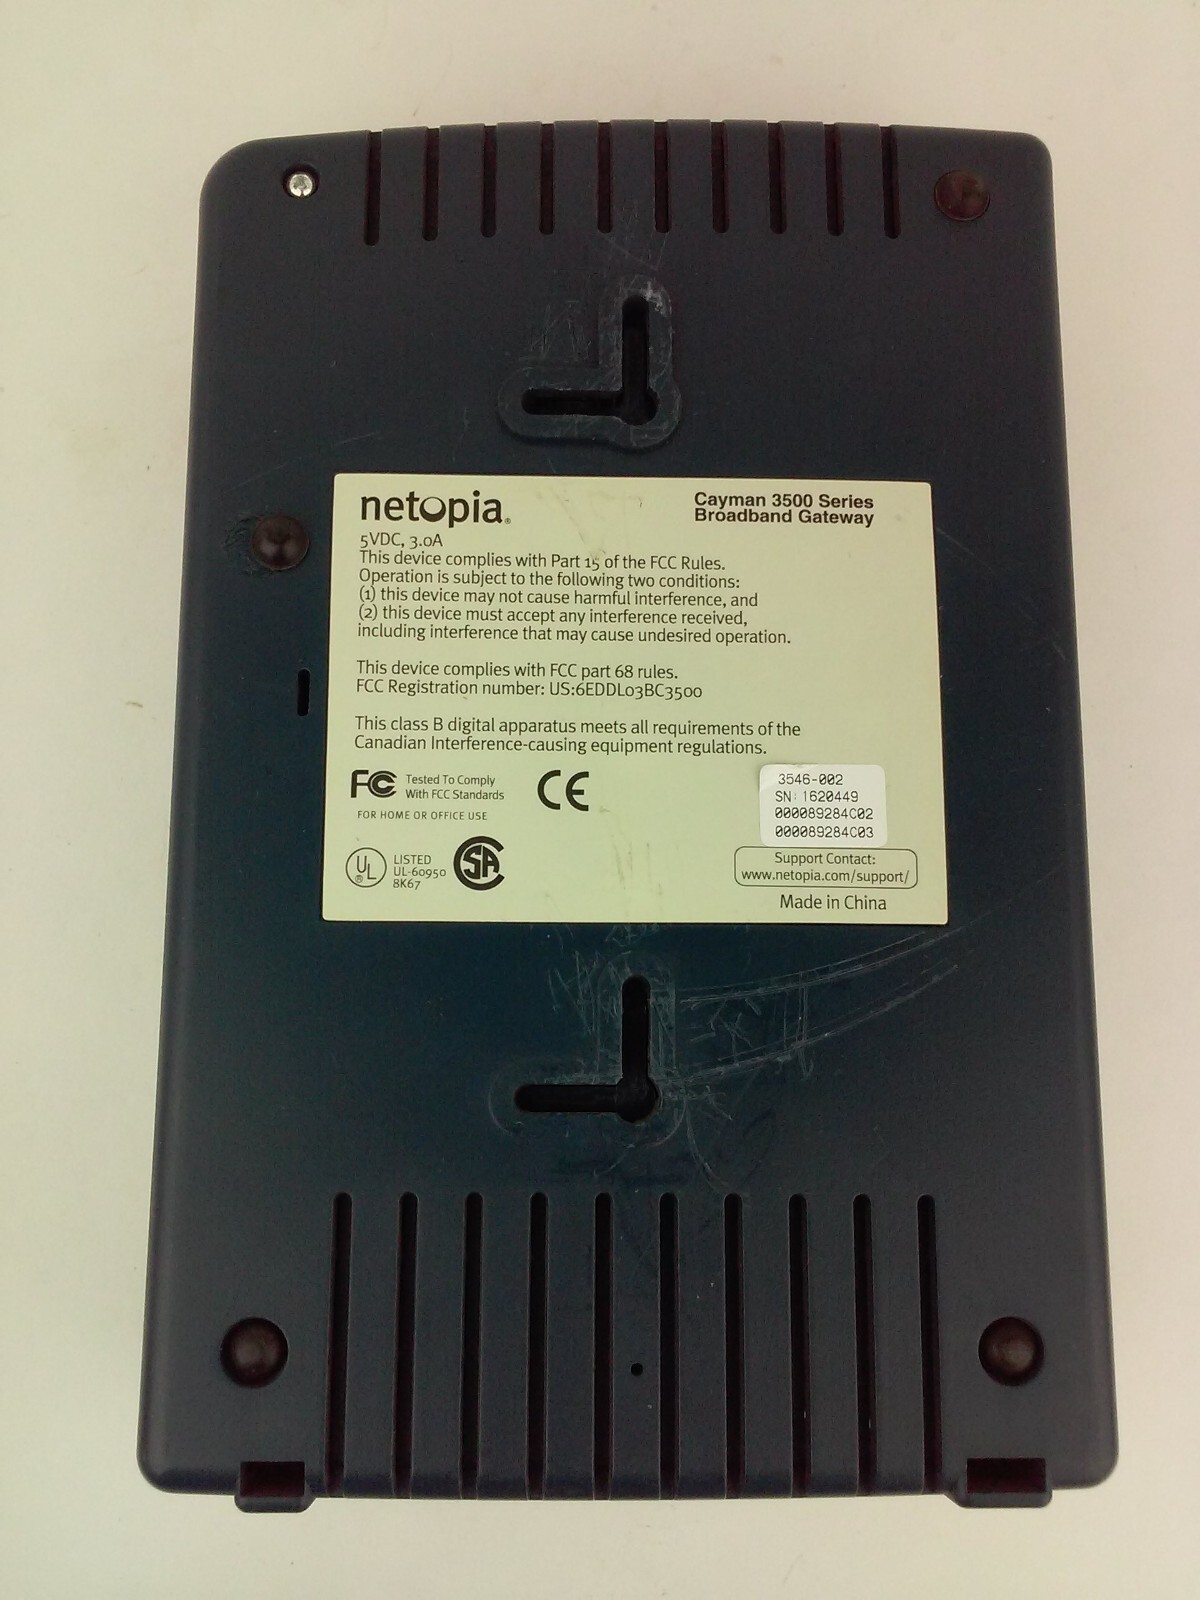 netopia®
Cayman 3500 Series
Broadband Gateway
5VDC, 3.0A
This device complies with Part 15 of the FCC Rules.
Operation is subject to the following two conditions:
(1) this device may not cause harmful interference, and
(2) this device must accept any interference received,
including interference that may cause undesired operation.
This device complies with FCC part 68 rules.
FCC Registration number: US:6EDDL03BC3500
This class B digital apparatus meets all requirements of the
Canadian Interference-causing equipment regulations.
FC Tested To Comply
With FCC Standards
FOR HOME OR OFFICE USE
CE
3546-002
SN: 1620449
000089284C02
000089284C03
UL ®
LISTED
UL-60950
8K67
SA
Support Contact:
www.netopia.com/support/
Made in China